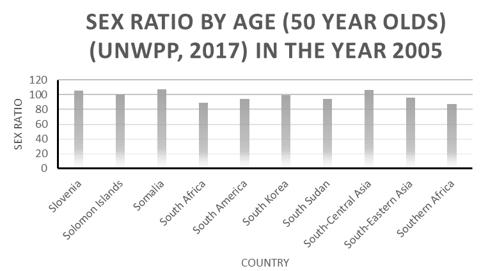 SEX RATIO BY AGE (50 YEAR OLDS)
(UNWPP, 2017) IN THE YEAR 2005
SEX RATIO
120
100
80
60
40
20
0
Slovenia
Solomon Islands
Somalia
South Africa
South America
South Korea
South Sudan
South-Central Asia
South-Eastern Asia
Southern Africa
COUNTRY